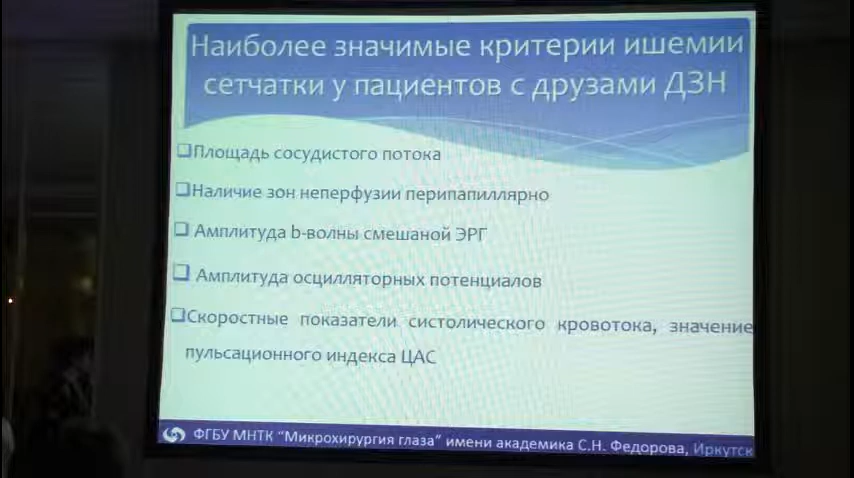 Наиболее значимые критерии ишемии
сетчатки у пациентов с друзами ДЗН
Площадь сосудистого потока
Наличие зон неперфузии перипапиллярно
Амплитуда b-волны смешаной ЭРГ
Амплитуда осцилляторных потенциалов
Скоростные показатели систолического кровотока, значение
пульсационного индекса ЦАС
ФГБУ МНТК "Микрохирургия глаза" имени академика С.Н. Федорова, Иркутск